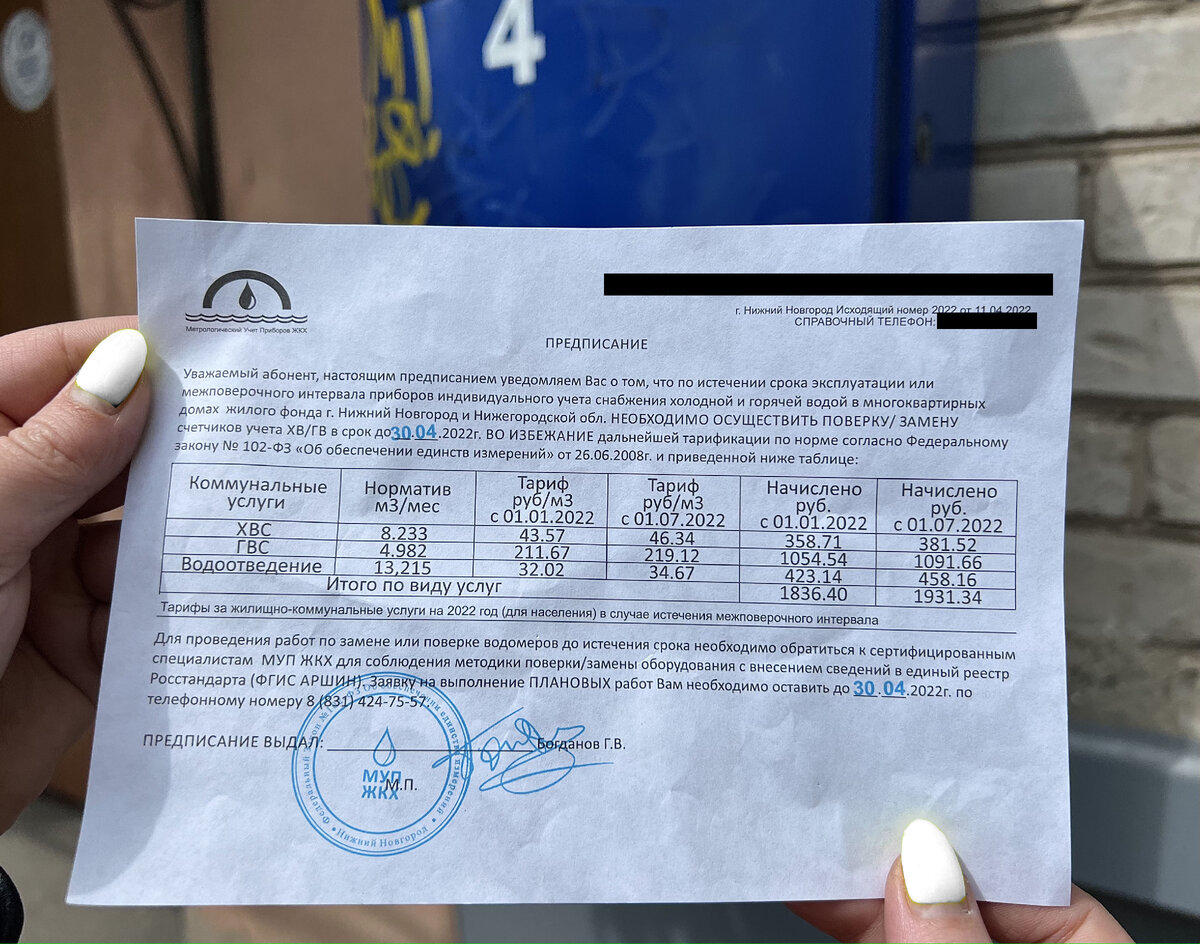 4
Метрологический Учет Приборов ЖКХ
г. Нижний Новгород Исходящий номер 2022 от 11.04.2022
СПРАВОЧНЫЙ ТЕЛЕФОН:
ПРЕДПИСАНИЕ
Уважаемый абонент, настоящим предписанием уведомляем Вас о том, что по истечении срока эксплуатации или
межповерочного интервала приборов индивидуального учета снабжения холодной и горячей водой в многоквартирных
домах жилого фонда г. Нижний Новгород и Нижегородской обл. НЕОБХОДИМО ОСУЩЕСТВИТЬ ПОВЕРКУ/ ЗАМЕНУ
счетчиков учета ХВ/ГВ в срок до 30.04.2022г. ВО ИЗБЕЖАНИЕ дальнейшей тарификации по норме согласно Федеральному
закону № 102-ФЗ «Об обеспечении единств измерений» от 26.06.2008г. и приведенной ниже таблице:
Коммунальные услуги Норматив м3/мес Тариф руб/м3 с 01.01.2022 Тариф руб/м3 с 01.07.2022 Начислено руб. с 01.01.2022 Начислено руб. с 01.07.2022
ХВС 8.233 43.57 46.34 358.71 381.52
ГВС 4.982 211.67 219.12 1054.54 1091.66
Водоотведение 13,215 32.02 34.67 423.14 458.16
Итого по виду услуг 1836.40 1931.34
Тарифы за жилищно-коммунальные услуги на 2022 год (для населения) в случае истечения межповерочного интервала
Для проведения работ по замене или поверке водомеров до истечения срока необходимо обратиться к сертифицированным
специалистам МУП ЖКХ для соблюдения методики поверки/замены оборудования с внесением сведений в единый реестр
Росстандарта (ФГИС АРШИН). Заявку на выполнение ПЛАНОВЫХ работ Вам необходимо оставить до 30.04.2022г. по
телефонному номеру 8 (831) 424-75-57.
ПРЕДПИСАНИЕ ВЫДАЛ: Богданов Г.В.
М.П.
МУП
ЖКХ
Федеральный Закон обеспечении единств измерений
Нижний Новгород